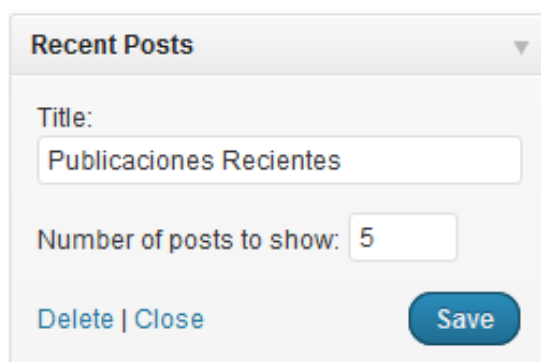 Recent Posts
Title:
Publicaciones Recientes
Number of posts to show: 5
Delete | Close Save